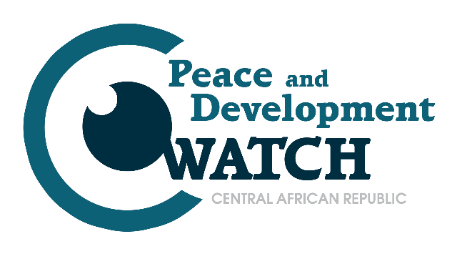 Peace and
Development
WATCH
CENTRAL AFRICAN REPUBLIC